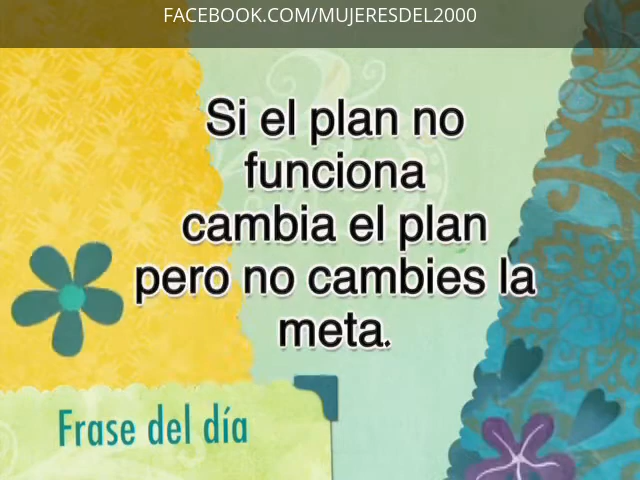 FACEBOOK.COM/MUJERESDEL2000
Si el plan no
funciona
cambia el plan
pero no cambies la
meta.
Frase del día